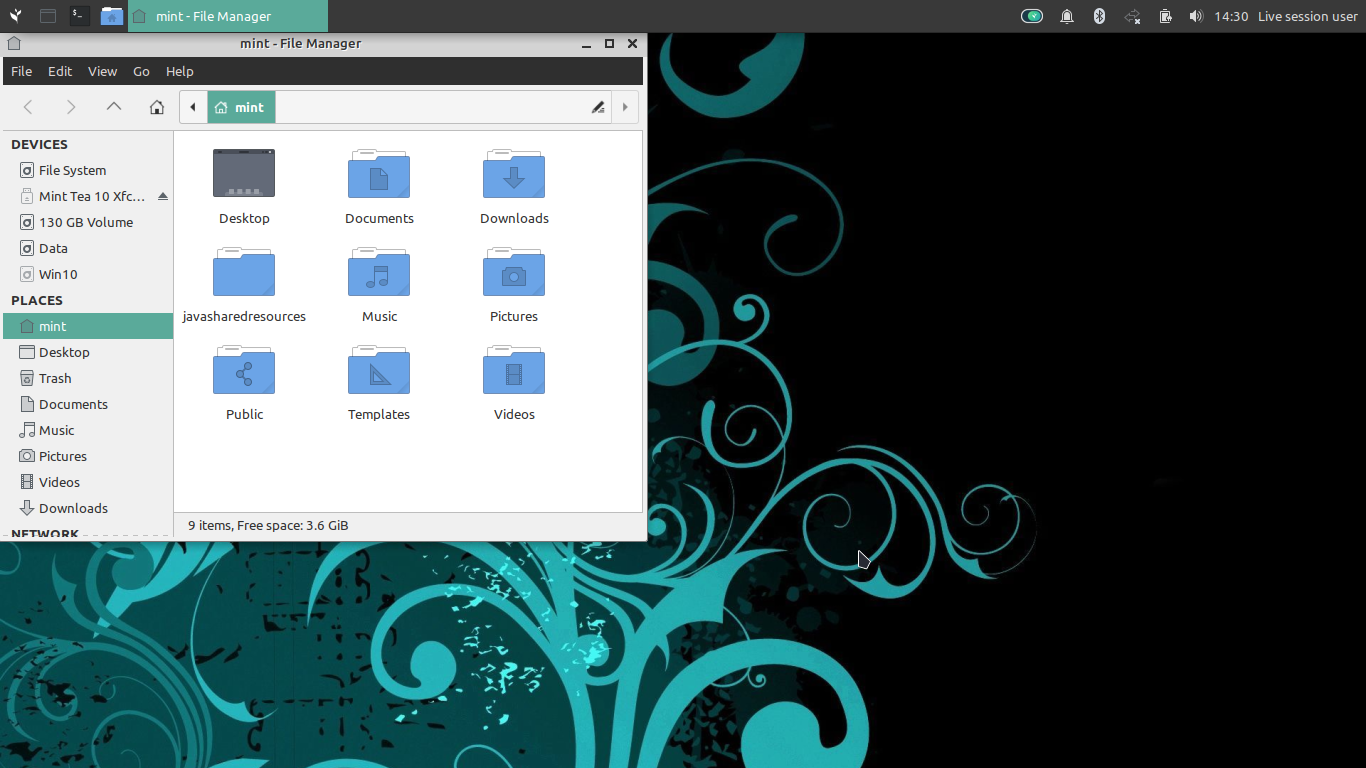 mint - File Manager
14:30 Live session user
mint - File Manager
File Edit View Go Help
mint
DEVICES
File System
Mint Tea 10 Xfc...
130 GB Volume
Data
Win10
PLACES
mint
Desktop
Trash
Documents
Music
Pictures
Videos
Downloads
NETWORK
Desktop Documents Downloads
javasharedresources Music Pictures
Public Templates Videos
9 items, Free space: 3.6 GiB